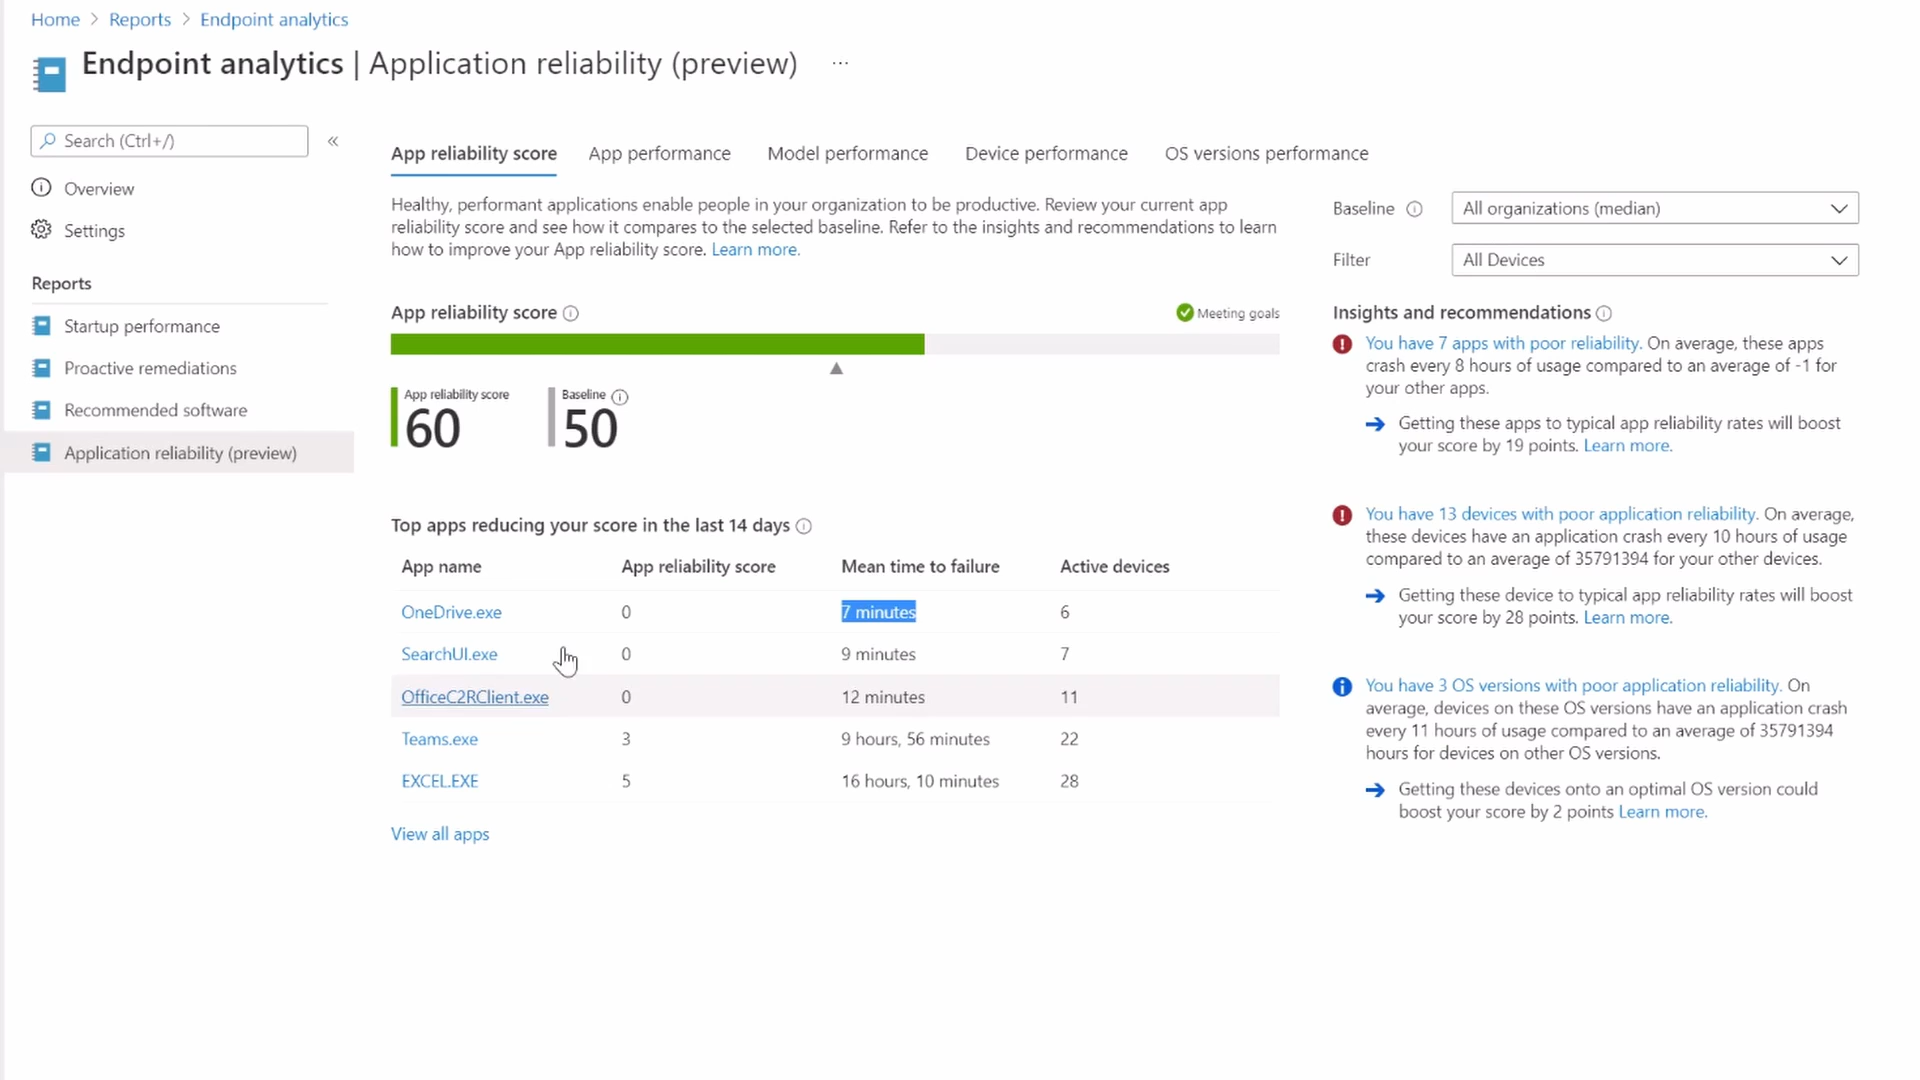 Home > Reports > Endpoint analytics
Endpoint analytics | Application reliability (preview) ...
Search (Ctrl+/) «
Overview
Settings
Reports
Startup performance
Proactive remediations
Recommended software
Application reliability (preview)
App reliability score App performance Model performance Device performance OS versions performance
Healthy, performant applications enable people in your organization to be productive. Review your current app
reliability score and see how it compares to the selected baseline. Refer to the insights and recommendations to learn
how to improve your App reliability score. Learn more.
App reliability score Meeting goals
App reliability score Baseline
60 50
Top apps reducing your score in the last 14 days
App name App reliability score Mean time to failure Active devices
OneDrive.exe 0 7 minutes 6
SearchUI.exe 0 9 minutes 7
OfficeC2RClient.exe 0 12 minutes 11
Teams.exe 3 9 hours, 56 minutes 22
EXCEL.EXE 5 16 hours, 10 minutes 28
View all apps
Baseline All organizations (median)
Filter All Devices
Insights and recommendations
You have 7 apps with poor reliability. On average, these apps
crash every 8 hours of usage compared to an average of -1 for
your other apps.
Getting these apps to typical app reliability rates will boost
your score by 19 points. Learn more.
You have 13 devices with poor application reliability. On average,
these devices have an application crash every 10 hours of usage
compared to an average of 35791394 for your other devices.
Getting these device to typical app reliability rates will boost
your score by 28 points. Learn more.
You have 3 OS versions with poor application reliability. On
average, devices on these OS versions have an application crash
every 11 hours of usage compared to an average of 35791394
hours for devices on other OS versions.
Getting these devices onto an optimal OS version could
boost your score by 2 points Learn more.